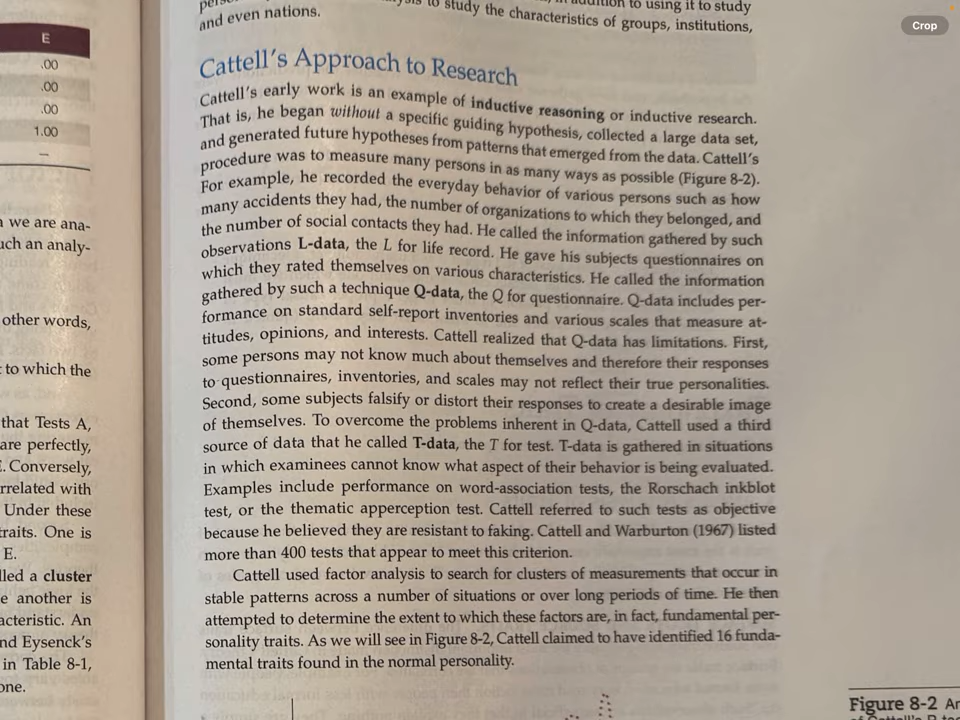 E
.00
.00
.00
1.00
–
we are ana-
uch an analy-
other words,
to which the
that Tests A,
are perfectly,
E. Conversely,
rrelated with
Under these
traits. One is
E.
lled a cluster
e another is
acteristic. An
nd Eysenck's
in Table 8-1,
one.
to study the characteristics of groups, institutions,
addition to using it to study
and even nations.
Cattell's Approach to Research
Cattell's early work is an example of inductive reasoning or inductive research.
That is, he began without a specific guiding hypothesis, collected a large data set,
and generated future hypotheses from patterns that emerged from the data. Cattell's
procedure was to measure many persons in as many ways as possible (Figure 8-2).
For example, he recorded the everyday behavior of various persons such as how
many accidents they had, the number of organizations to which they belonged, and
the number of social contacts they had. He called the information gathered by such
observations L-data, the L for life record. He gave his subjects questionnaires on
which they rated themselves on various characteristics. He called the information
gathered by such a technique Q-data, the Q for questionnaire. Q-data includes per-
formance on standard self-report inventories and various scales that measure at-
titudes, opinions, and interests. Cattell realized that Q-data has limitations. First,
some persons may not know much about themselves and therefore their responses
to questionnaires, inventories, and scales may not reflect their true personalities.
Second, some subjects falsify or distort their responses to create a desirable image
of themselves. To overcome the problems inherent in Q-data, Cattell used a third
source of data that he called T-data, the T for test. T-data is gathered in situations
in which examinees cannot know what aspect of their behavior is being evaluated.
Examples include performance on word-association tests, the Rorschach inkblot
test, or the thematic apperception test. Cattell referred to such tests as objective
because he believed they are resistant to faking. Cattell and Warburton (1967) listed
more than 400 tests that appear to meet this criterion.
Cattell used factor analysis to search for clusters of measurements that occur in
stable patterns across a number of situations or over long periods of time. He then
attempted to determine the extent to which these factors are, in fact, fundamental per-
sonality traits. As we will see in Figure 8-2, Cattell claimed to have identified 16 funda-
mental traits found in the normal personality.
Crop
Figure 8-2 An